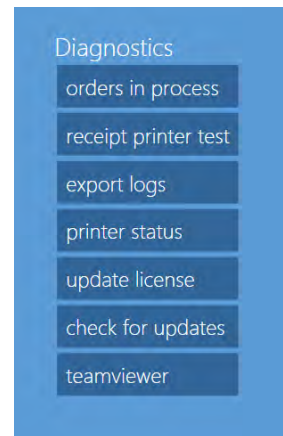 Diagnostics
orders in process
receipt printer test
export logs
printer status
update license
check for updates
teamviewer